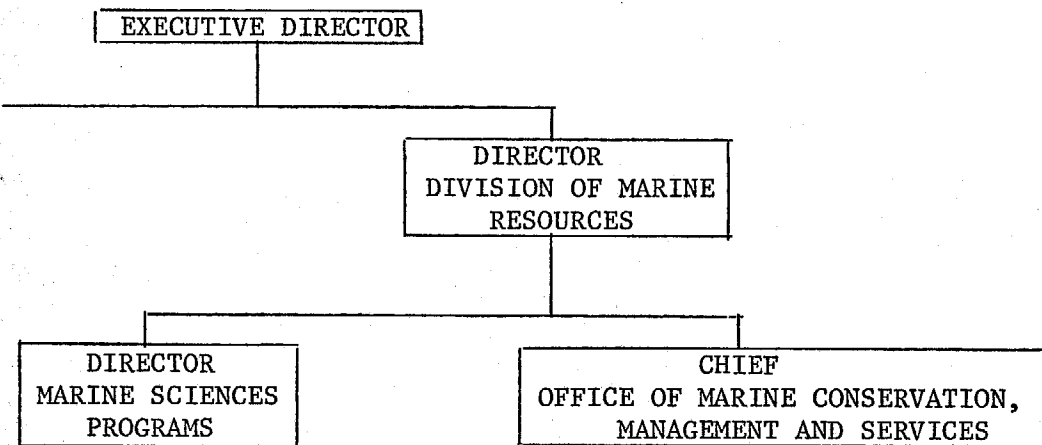 EXECUTIVE DIRECTOR
DIRECTOR
DIVISION OF MARINE
RESOURCES
DIRECTOR
MARINE SCIENCES
PROGRAMS
CHIEF
OFFICE OF MARINE CONSERVATION,
MANAGEMENT AND SERVICES